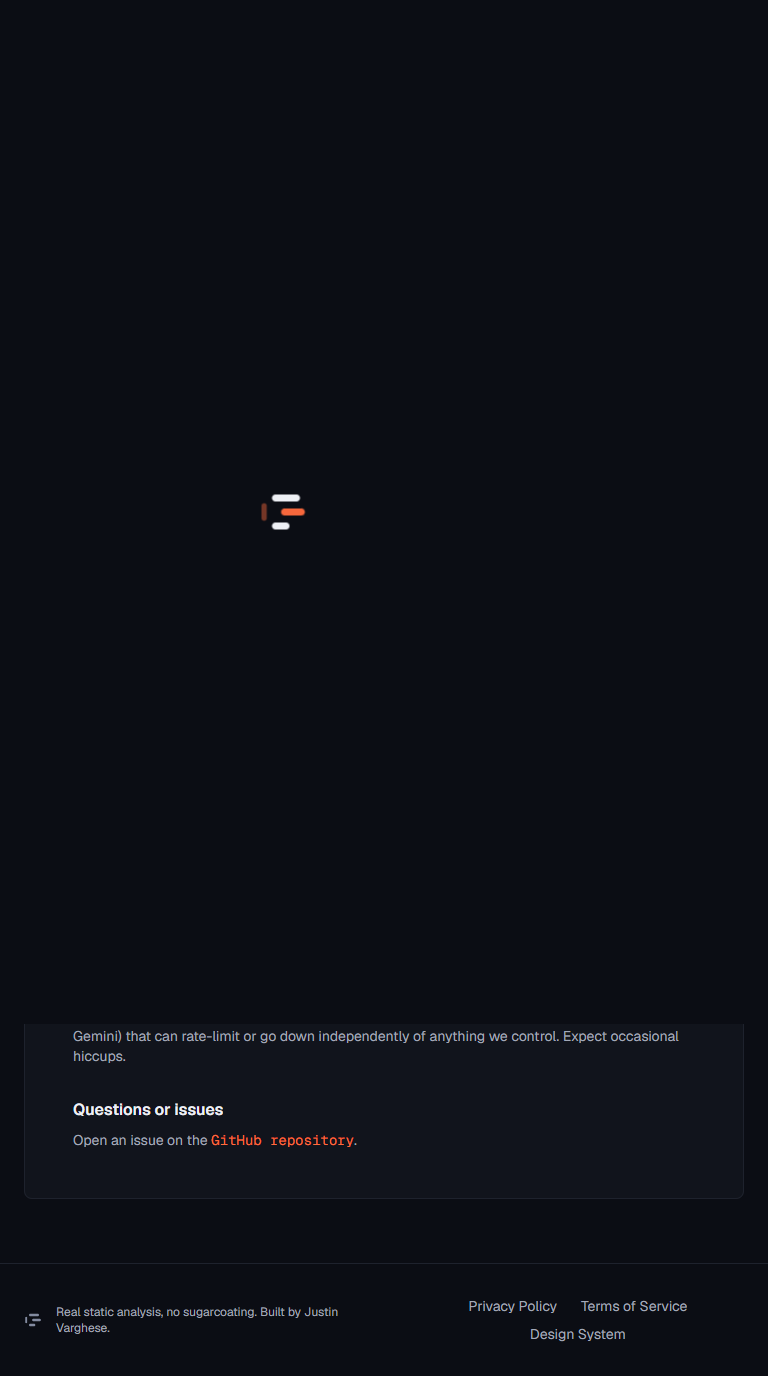 Gemini) that can rate-limit or go down independently of anything we control. Expect occasional
hiccups.
Questions or issues
Open an issue on the GitHub repository.
Real static analysis, no sugarcoating. Built by Justin
Varghese.
Privacy Policy Terms of Service
Design System